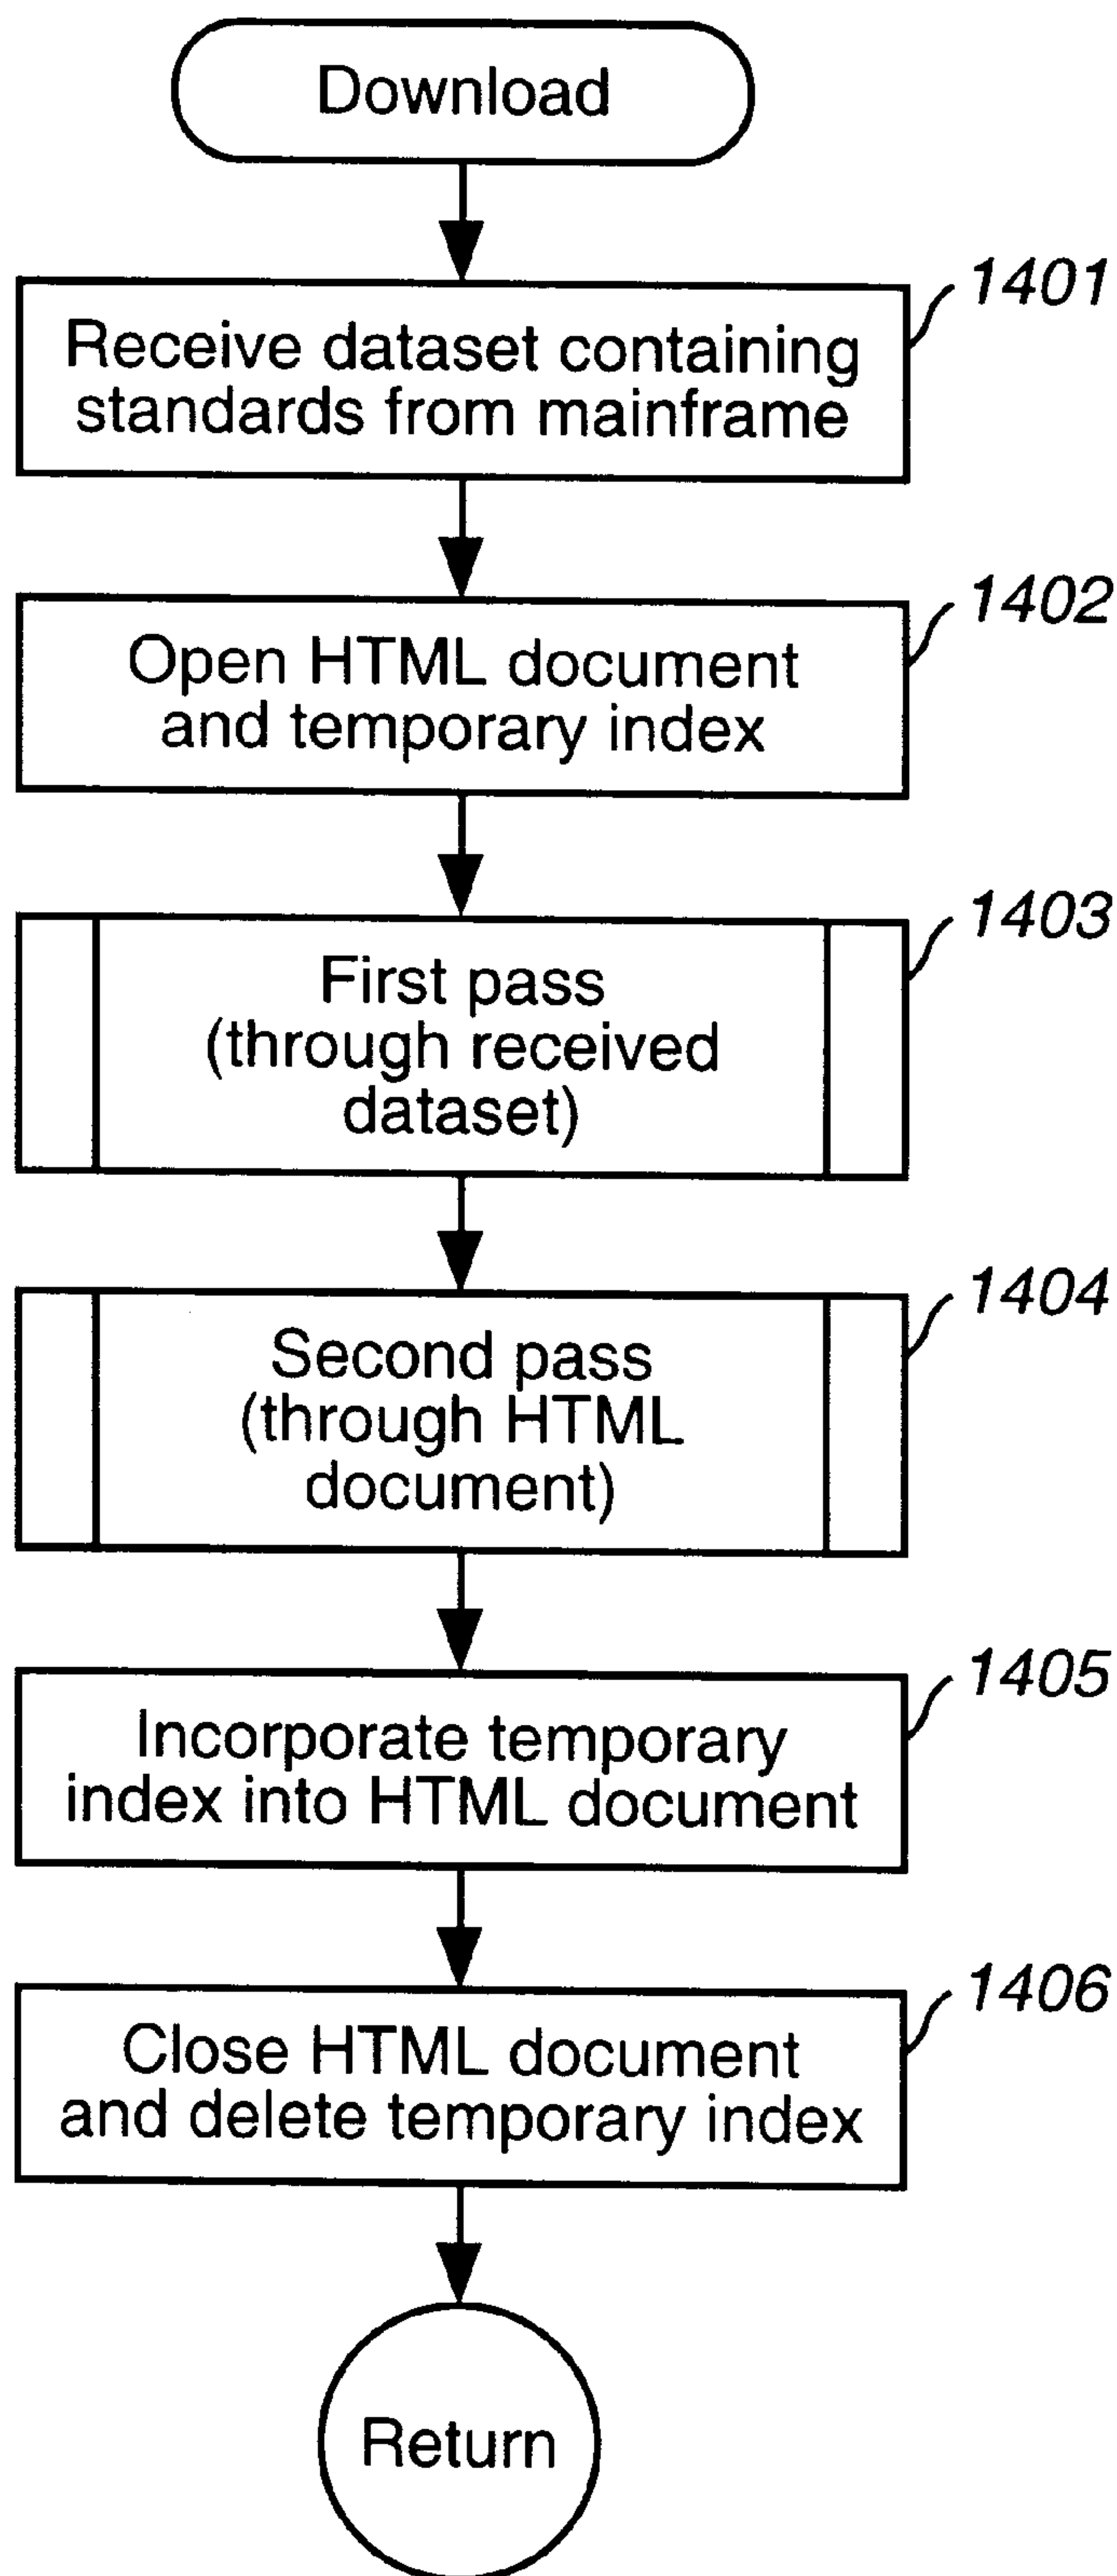 Download
1401
Receive dataset containing
standards from mainframe
1402
Open HTML document
and temporary index
1403
First pass
(through received
dataset)
1404
Second pass
(through HTML
document)
1405
Incorporate temporary
index into HTML document
1406
Close HTML document
and delete temporary index
Return